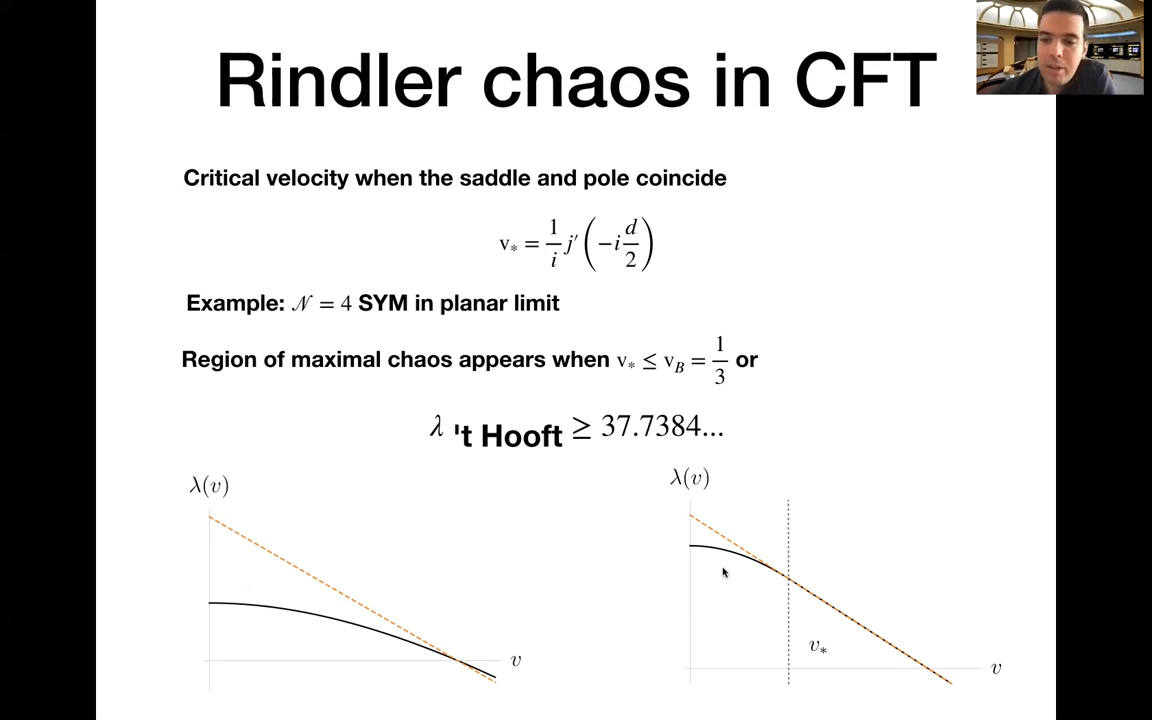 Rindler chaos in CFT
Critical velocity when the saddle and pole coincide
v* = 1/i j′(−i d/2)
Example: 𝒩 = 4 SYM in planar limit
Region of maximal chaos appears when v* ≤ v_B = 1/3 or
λ 't Hooft ≥ 37.7384...
λ(v)
v
λ(v)
v*
v